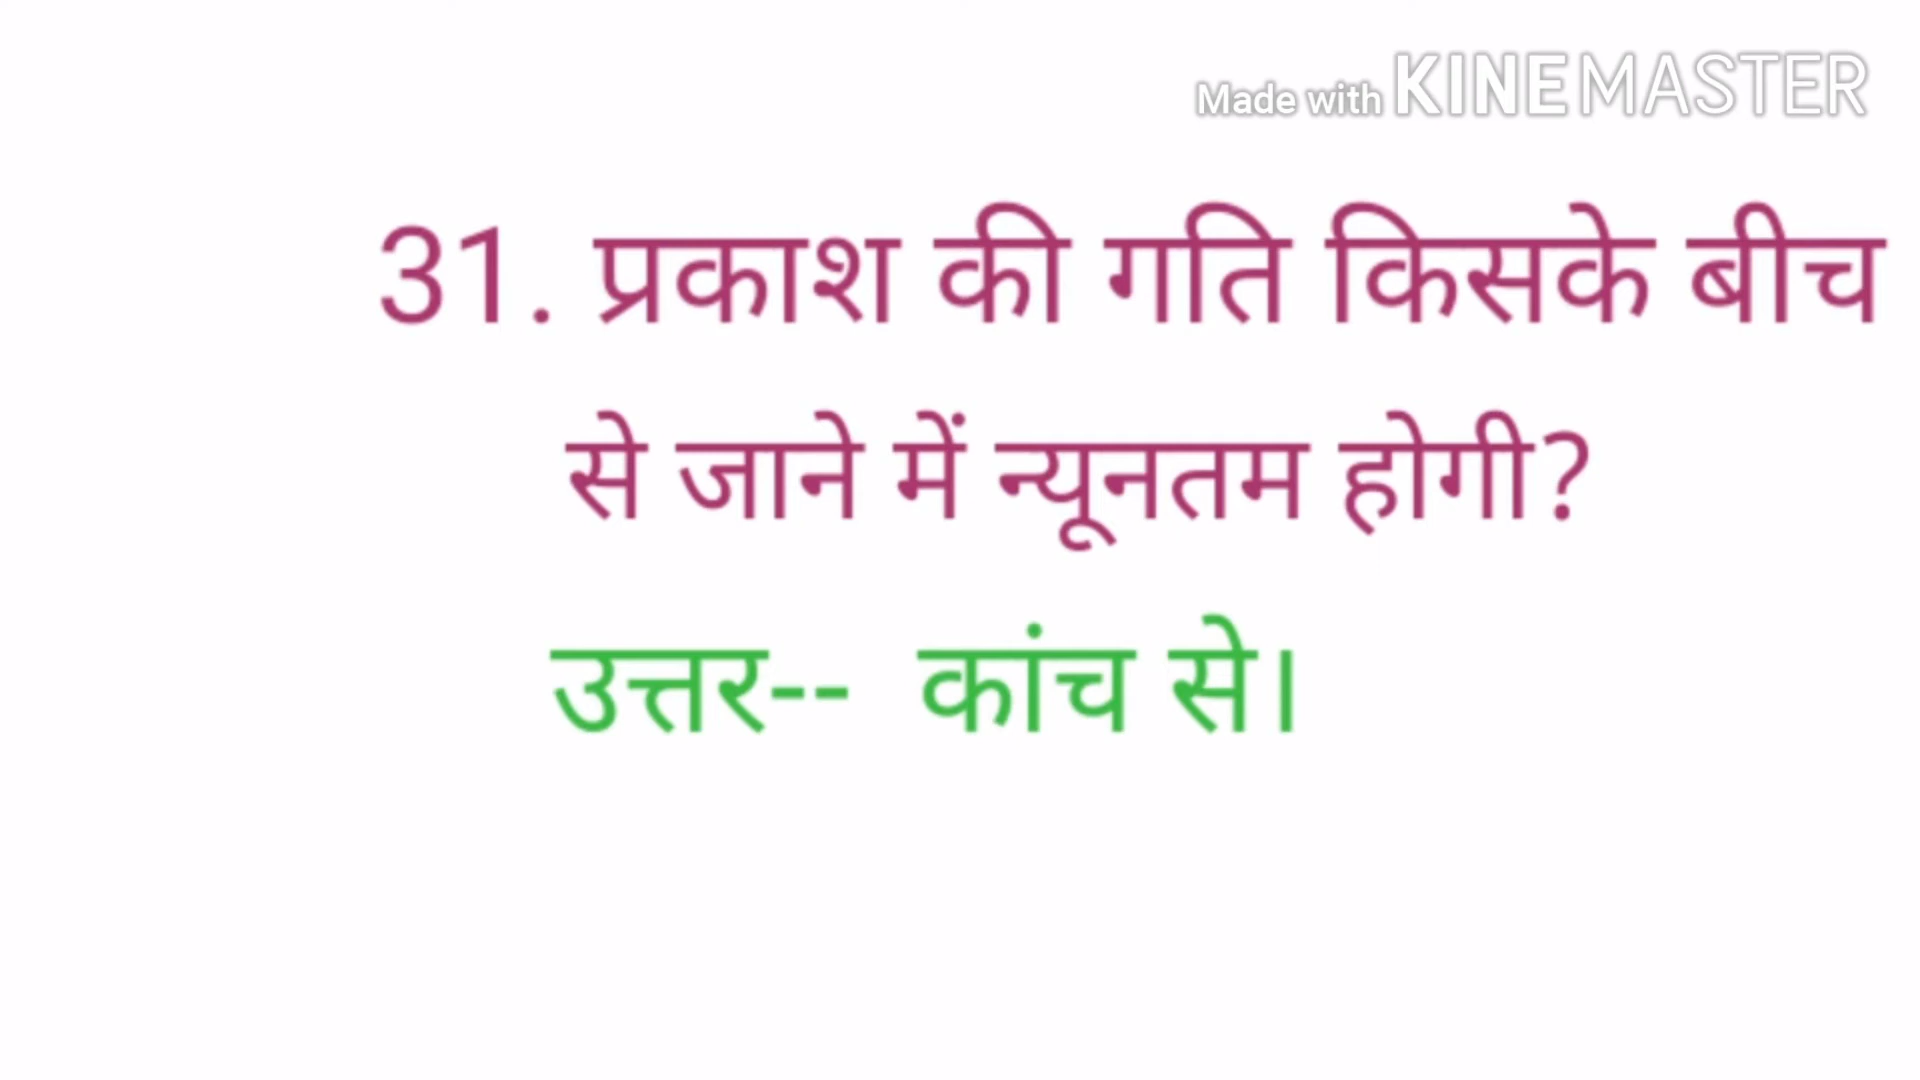 Made with KINEMASTER
31. प्रकाश की गति किसके बीच
से जाने में न्यूनतम होगी?
उत्तर-- कांच से।